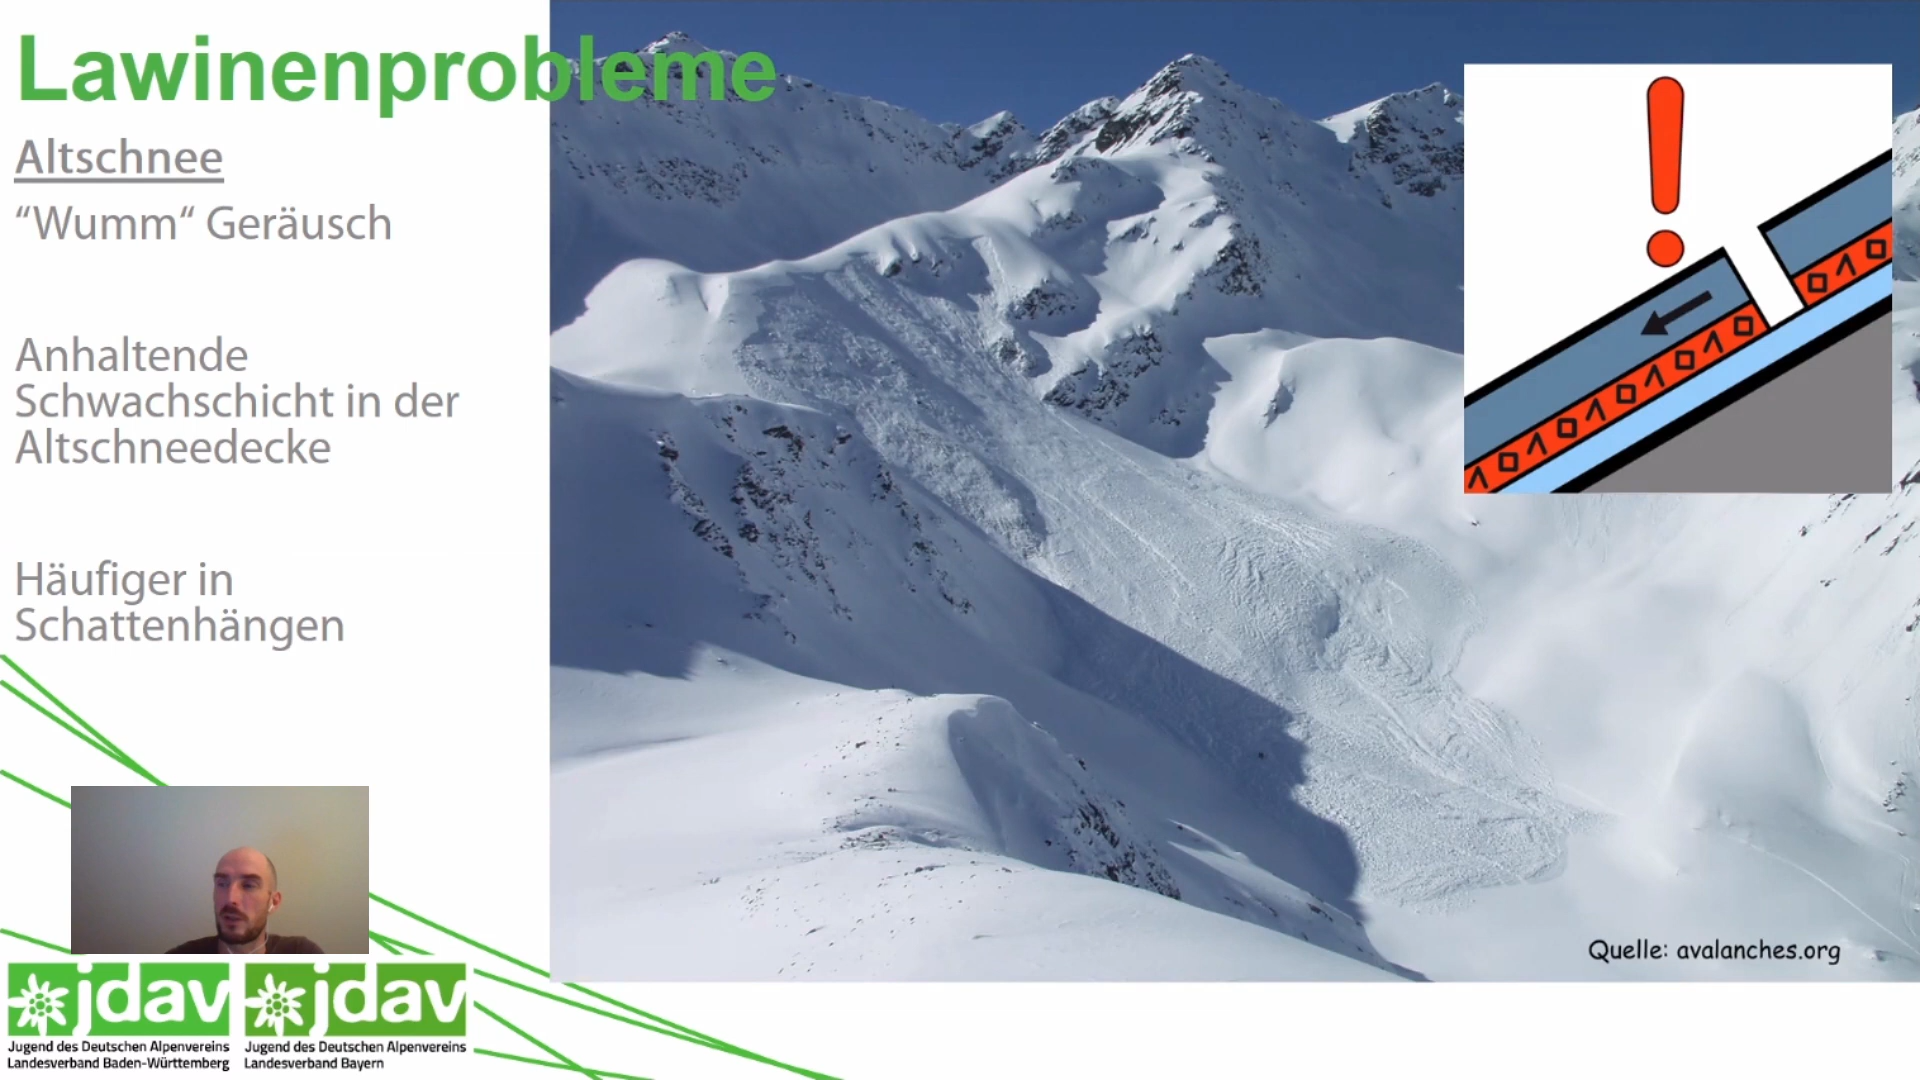 Lawinenprobleme
Altschnee
“Wumm“ Geräusch
Anhaltende
Schwachschicht in der
Altschneedecke
Häufiger in
Schattenhängen
Quelle: avalanches.org
jdav
Jugend des Deutschen Alpenvereins
Landesverband Baden-Württemberg
jdav
Jugend des Deutschen Alpenvereins
Landesverband Bayern